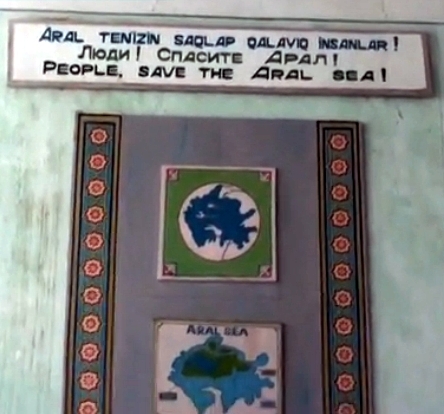 ARAL TENIZIN SAQLAP QALAVIQ INSANLAR!
Люди! Спасите Арал!
PEOPLE, SAVE THE ARAL SEA!
ARAL SEA